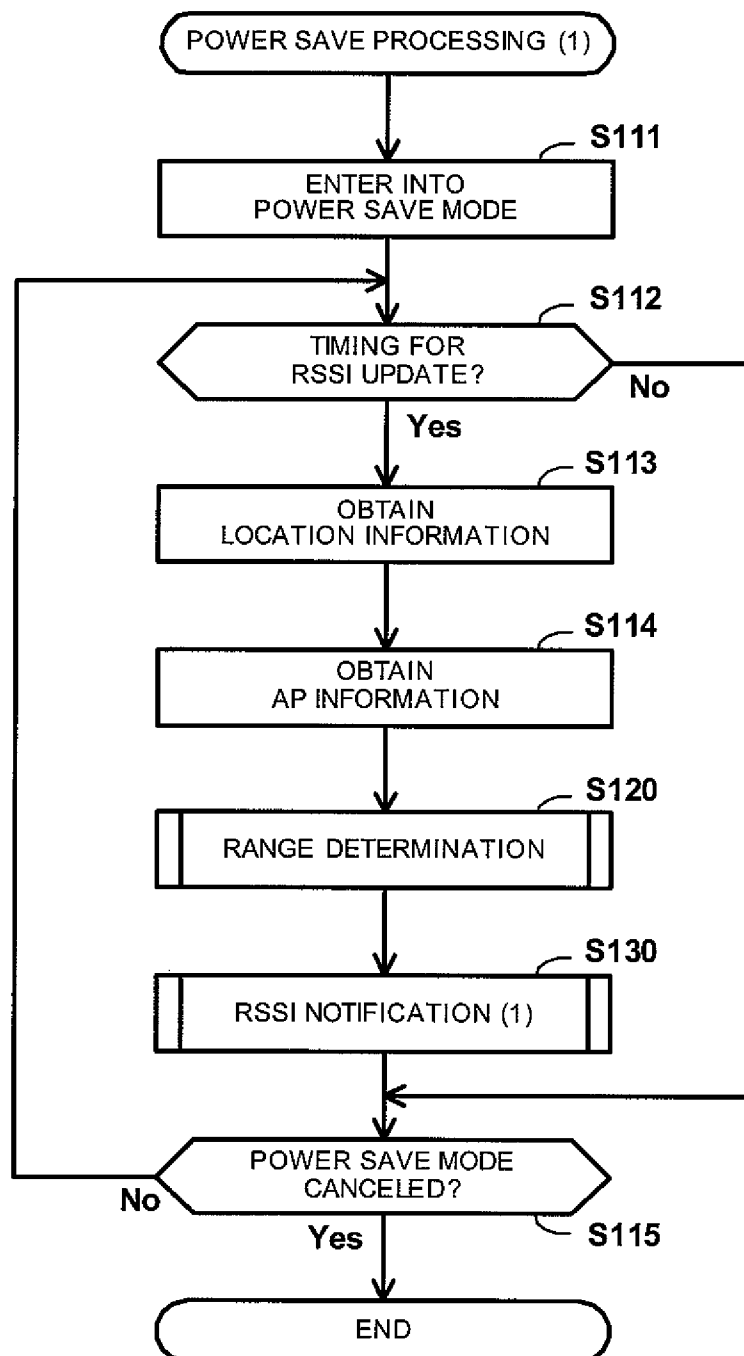 POWER SAVE PROCESSING (1)
S111
ENTER INTO
POWER SAVE MODE
S112
TIMING FOR
RSSI UPDATE?
No
Yes
S113
OBTAIN
LOCATION INFORMATION
S114
OBTAIN
AP INFORMATION
S120
RANGE DETERMINATION
S130
RSSI NOTIFICATION (1)
POWER SAVE MODE
CANCELED?
No
Yes
S115
END